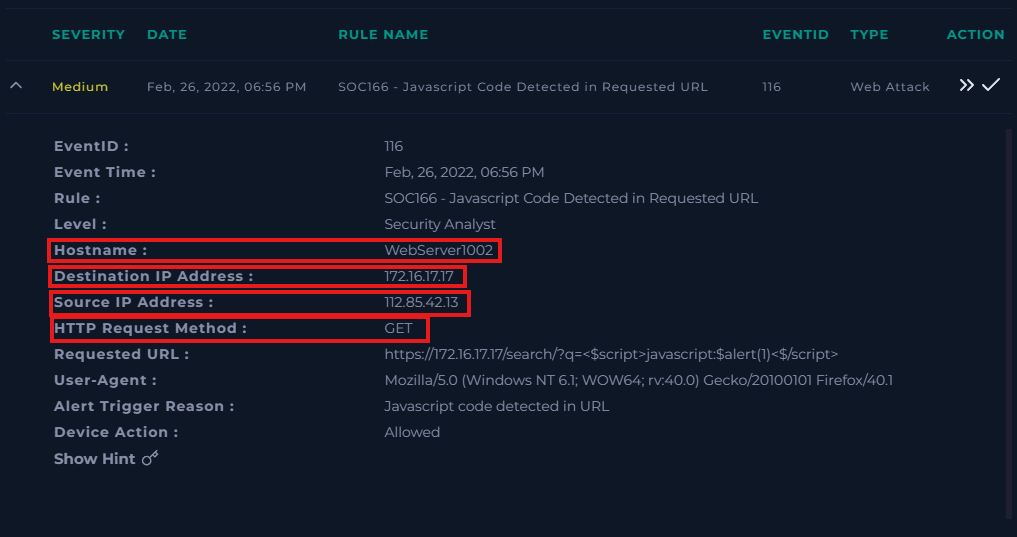 SEVERITY DATE RULE NAME EVENTID TYPE ACTION
Medium Feb, 26, 2022, 06:56 PM SOC166 - Javascript Code Detected in Requested URL 116 Web Attack
EventID : 116
Event Time : Feb, 26, 2022, 06:56 PM
Rule : SOC166 - Javascript Code Detected in Requested URL
Level : Security Analyst
Hostname : WebServer1002
Destination IP Address : 172.16.17.17
Source IP Address : 112.85.42.13
HTTP Request Method : GET
Requested URL : https://172.16.17.17/search/?q=<$script>javascript:$alert(1)<$/script>
User-Agent : Mozilla/5.0 (Windows NT 6.1; WOW64; rv:40.0) Gecko/20100101 Firefox/40.1
Alert Trigger Reason : Javascript code detected in URL
Device Action : Allowed
Show Hint